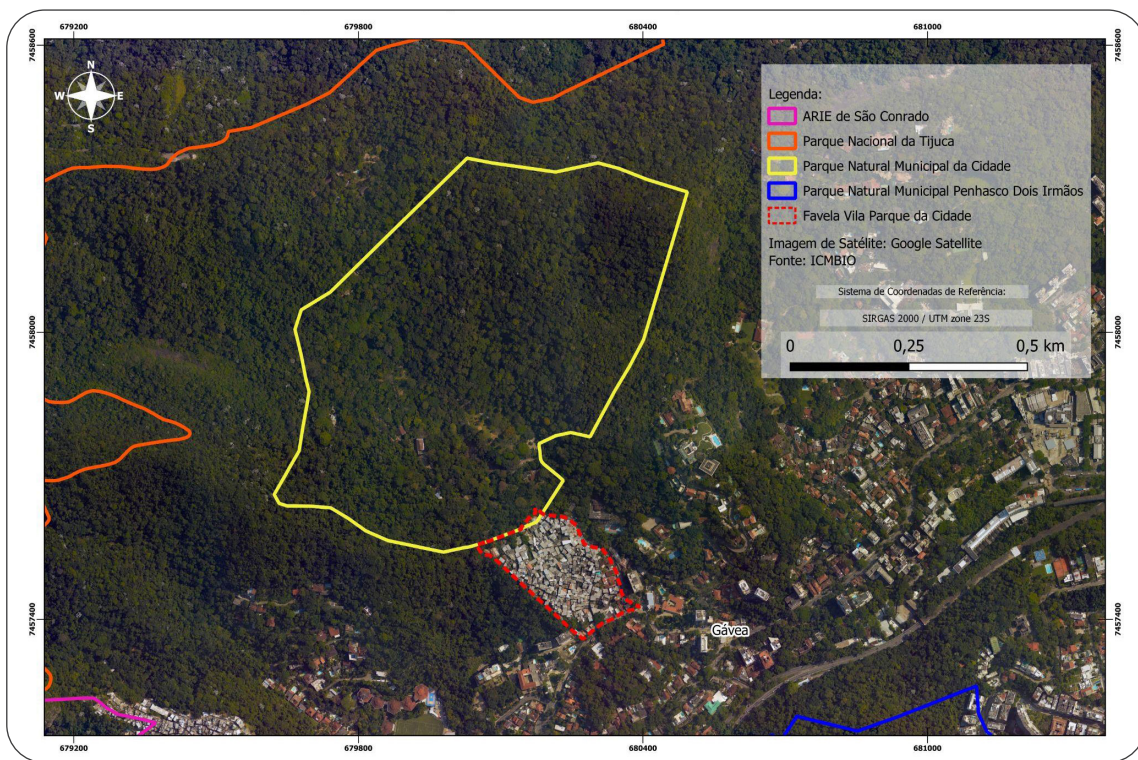 679200 679800 680400 681000
7458600 7458600
N
W E
S
Legenda:
ARIE de São Conrado
Parque Nacional da Tijuca
Parque Natural Municipal da Cidade
Parque Natural Municipal Penhasco Dois Irmãos
Favela Vila Parque da Cidade
Imagem de Satélite: Google Satellite
Fonte: ICMBIO
Sistema de Coordenadas de Referência:
SIRGAS 2000 / UTM zone 23S
0 0,25 0,5 km
7458000 7458000
7457400 7457400
Gávea
679200 679800 680400 681000